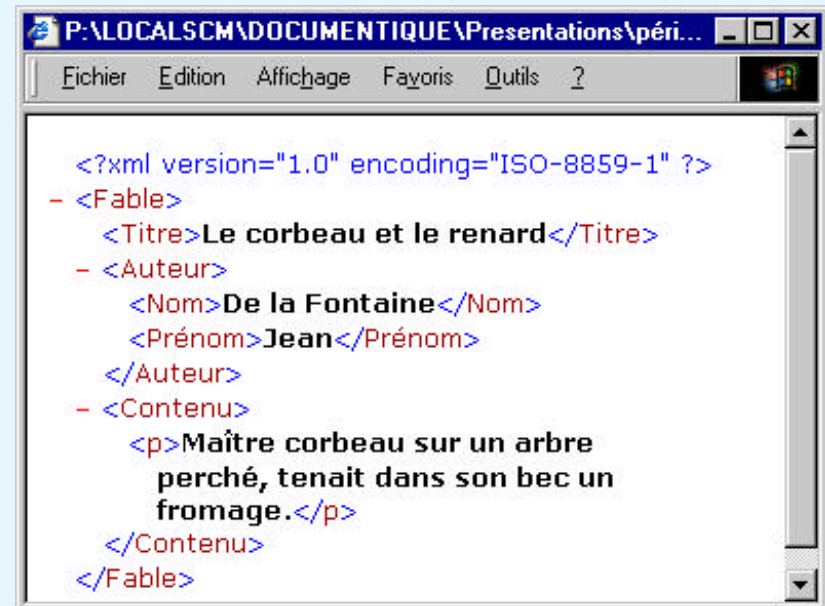 P:\LOCALSCM\DOCUMENTIQUE\Presentations\péri...
Fichier Edition Affichage Favoris Outils ?
<?xml version="1.0" encoding="ISO-8859-1" ?>
- <Fable>
<Titre>Le corbeau et le renard</Titre>
- <Auteur>
<Nom>De la Fontaine</Nom>
<Prénom>Jean</Prénom>
</Auteur>
- <Contenu>
<p>Maître corbeau sur un arbre
perché, tenait dans son bec un
fromage.</p>
</Contenu>
</Fable>